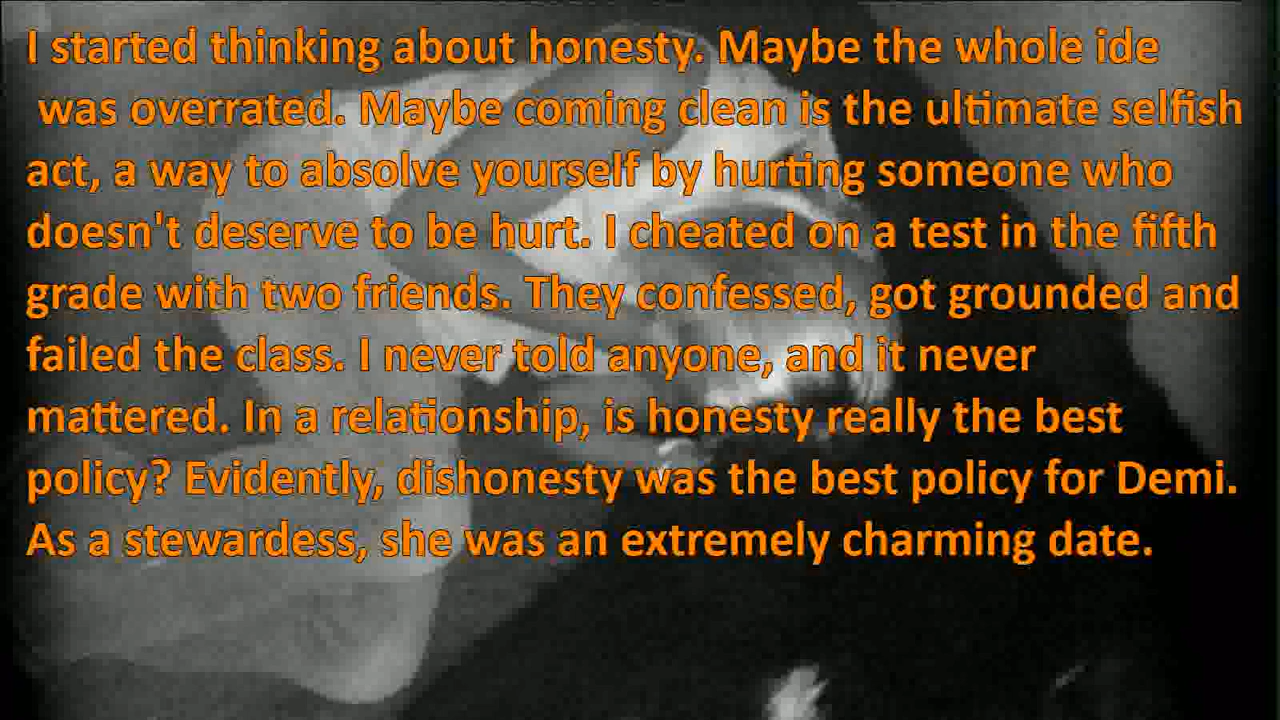 I started thinking about honesty. Maybe the whole ide
was overrated. Maybe coming clean is the ultimate selfish
act, a way to absolve yourself by hurting someone who
doesn't deserve to be hurt. I cheated on a test in the fifth
grade with two friends. They confessed, got grounded and
failed the class. I never told anyone, and it never
mattered. In a relationship, is honesty really the best
policy? Evidently, dishonesty was the best policy for Demi.
As a stewardess, she was an extremely charming date.